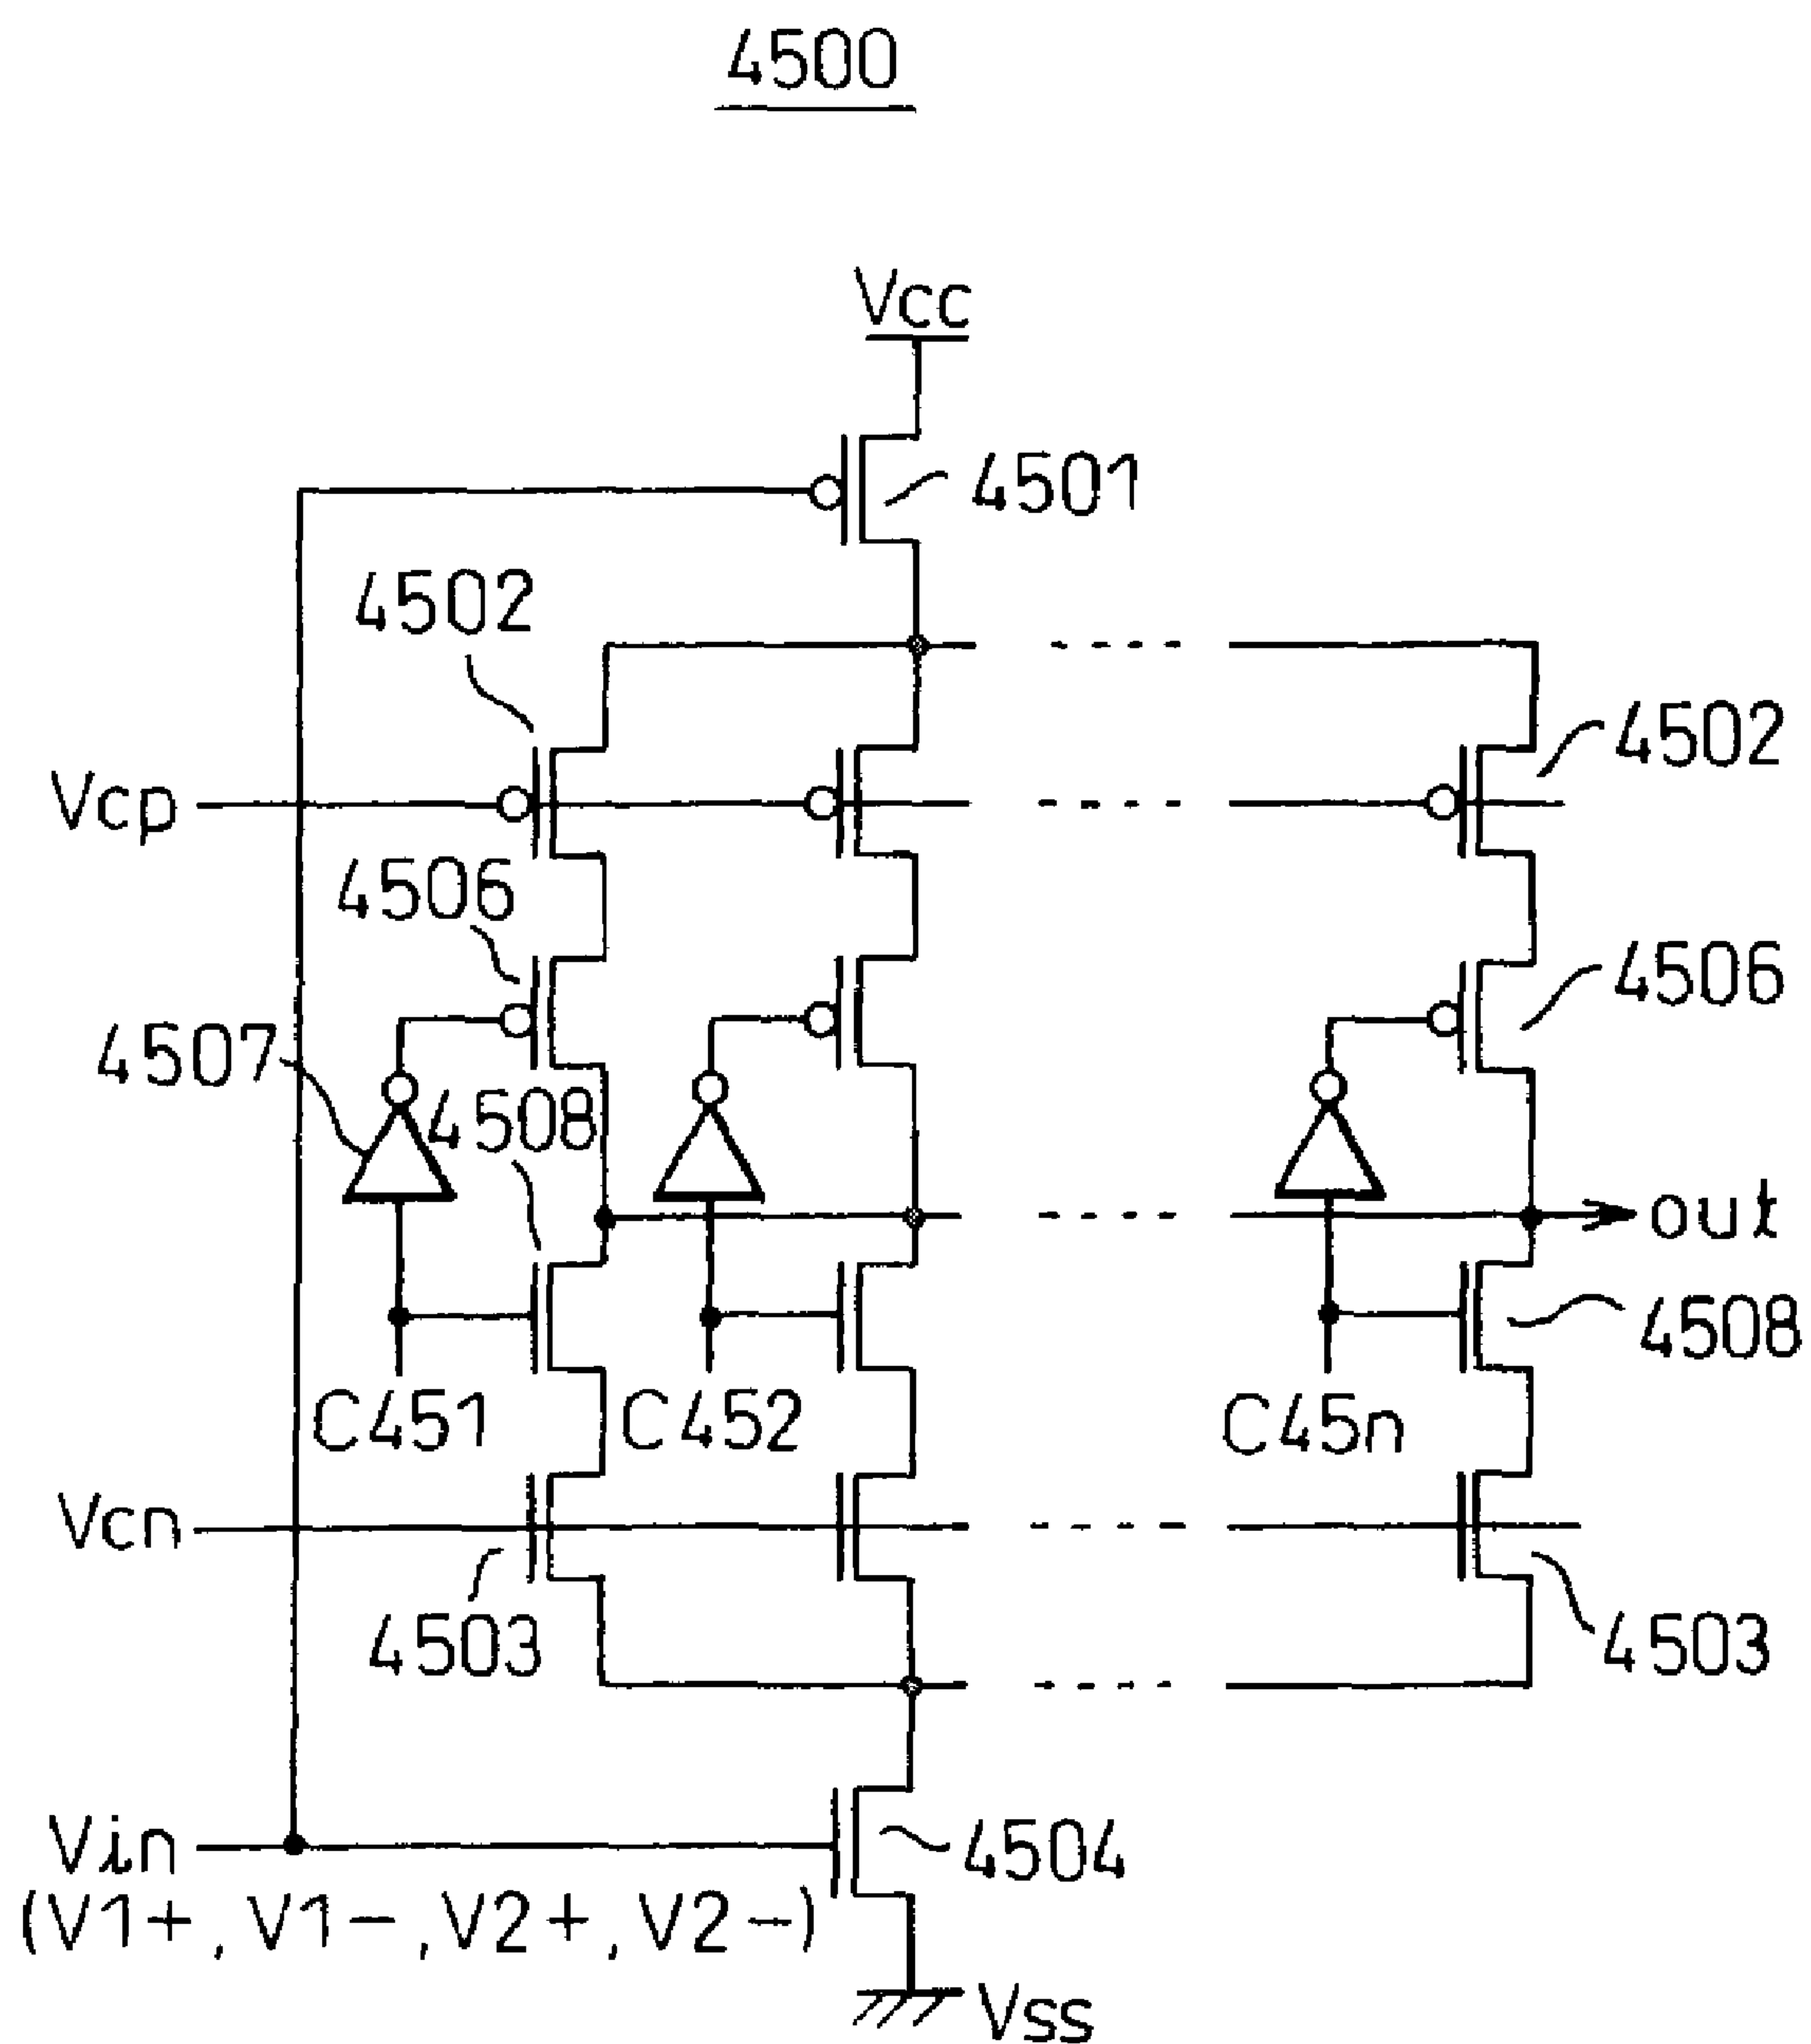 4500
Vcc
4501
4502
4502
Vcp
4506
4506
4507
4508
out
4508
C451
C452
C45n
Vcn
4503
4503
Vin
4504
(V1+, V1-, V2+, V2-)
Vss